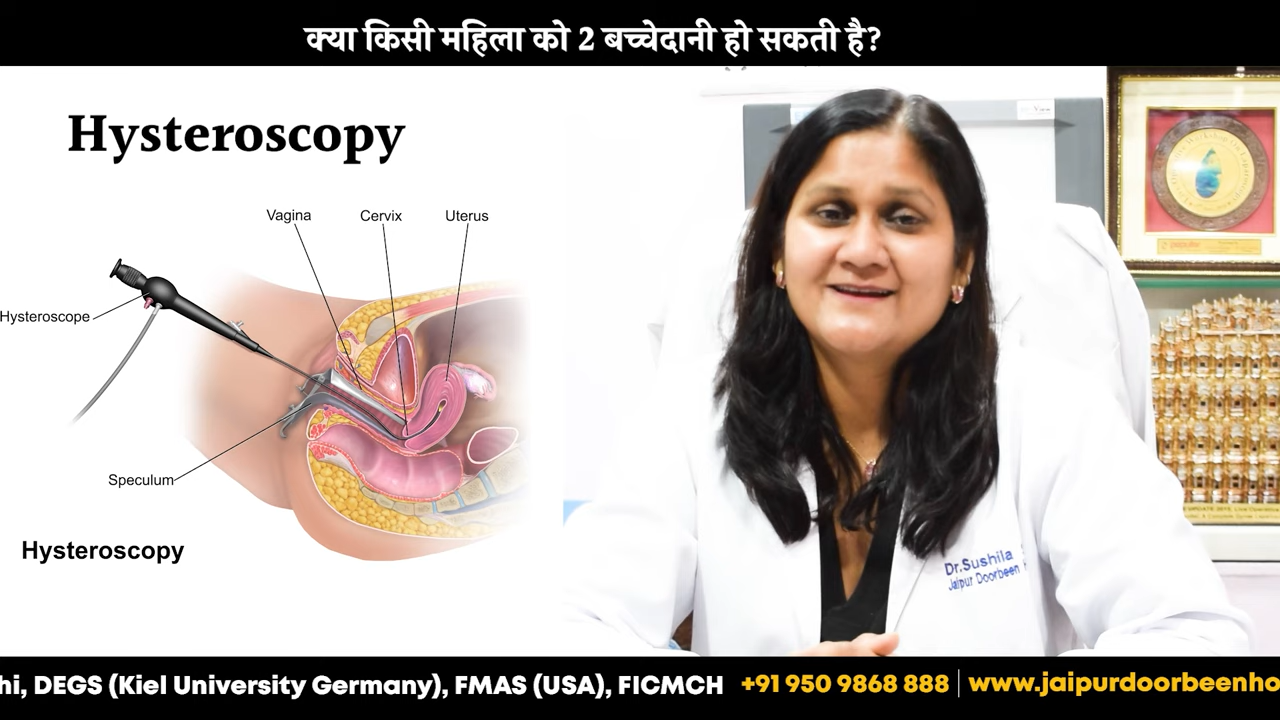 क्या किसी महिला को 2 बच्चेदानी हो सकती है?
Hysteroscopy
Vagina
Cervix
Uterus
Hysteroscope
Speculum
Hysteroscopy
Dr.Sushila
Jaipur Doorbeen
hi, DEGS (Kiel University Germany), FMAS (USA), FICMCH
+91 950 9868 888
www.jaipurdoorbeenho